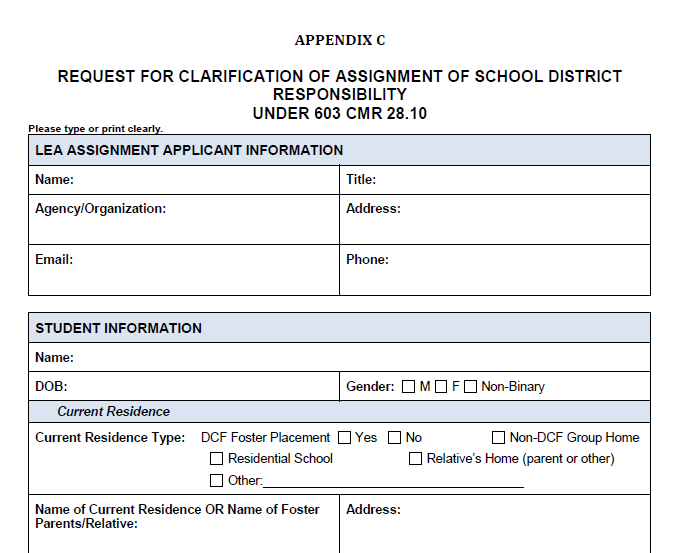 APPENDIX C
REQUEST FOR CLARIFICATION OF ASSIGNMENT OF SCHOOL DISTRICT
RESPONSIBILITY
UNDER 603 CMR 28.10
Please type or print clearly.
LEA ASSIGNMENT APPLICANT INFORMATION
Name: Title:
Agency/Organization: Address:
Email: Phone:
STUDENT INFORMATION
Name:
DOB: Gender: ☐ M ☐ F ☐ Non-Binary
Current Residence
Current Residence Type: DCF Foster Placement ☐ Yes ☐ No ☐ Non-DCF Group Home
☐ Residential School ☐ Relative's Home (parent or other)
☐ Other:
Name of Current Residence OR Name of Foster Address:
Parents/Relative: